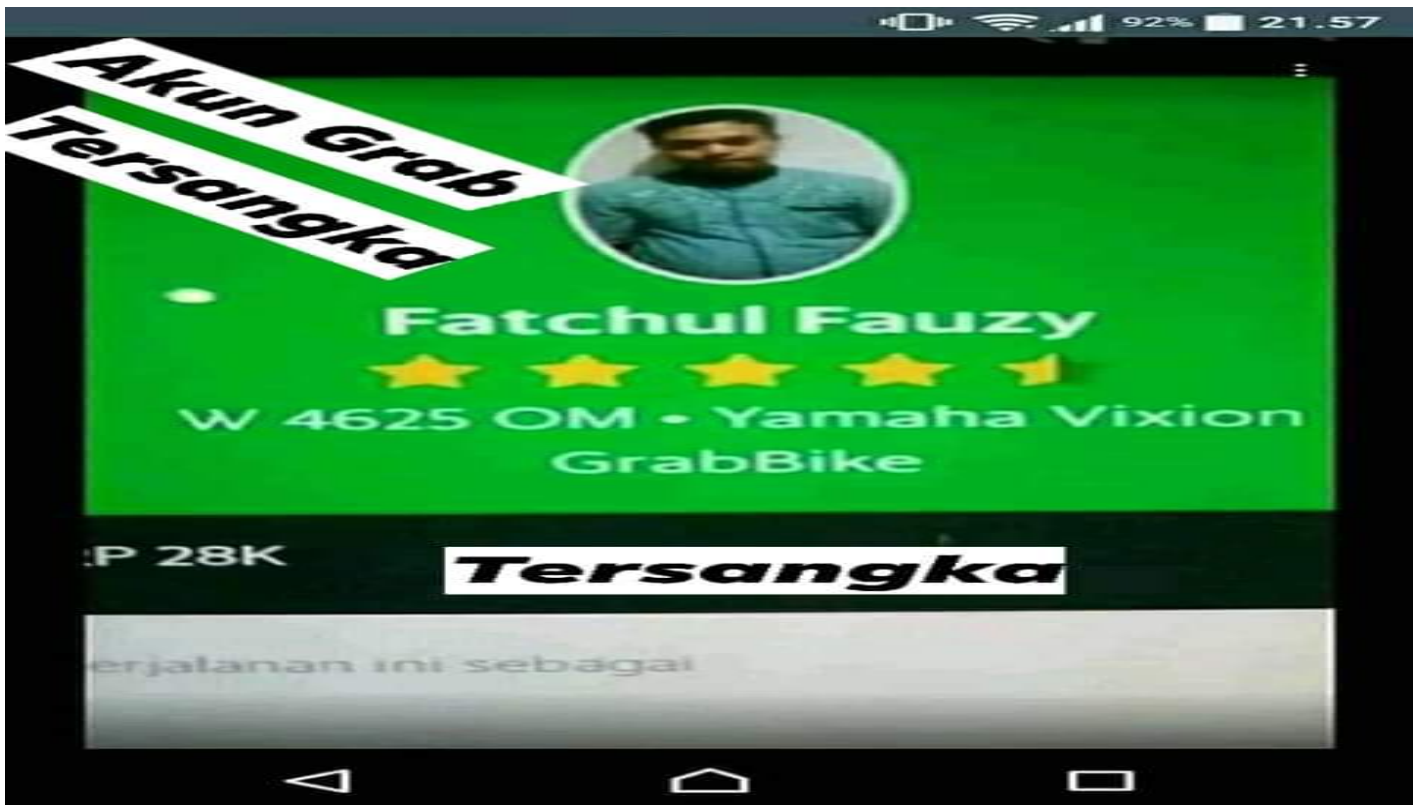 92% 21.57
Akun Grab
Tersangka
Fatchul Fauzy
W 4625 OM • Yamaha Vixion
GrabBike
P 28K
Tersangka
erjalanan ini sebagai